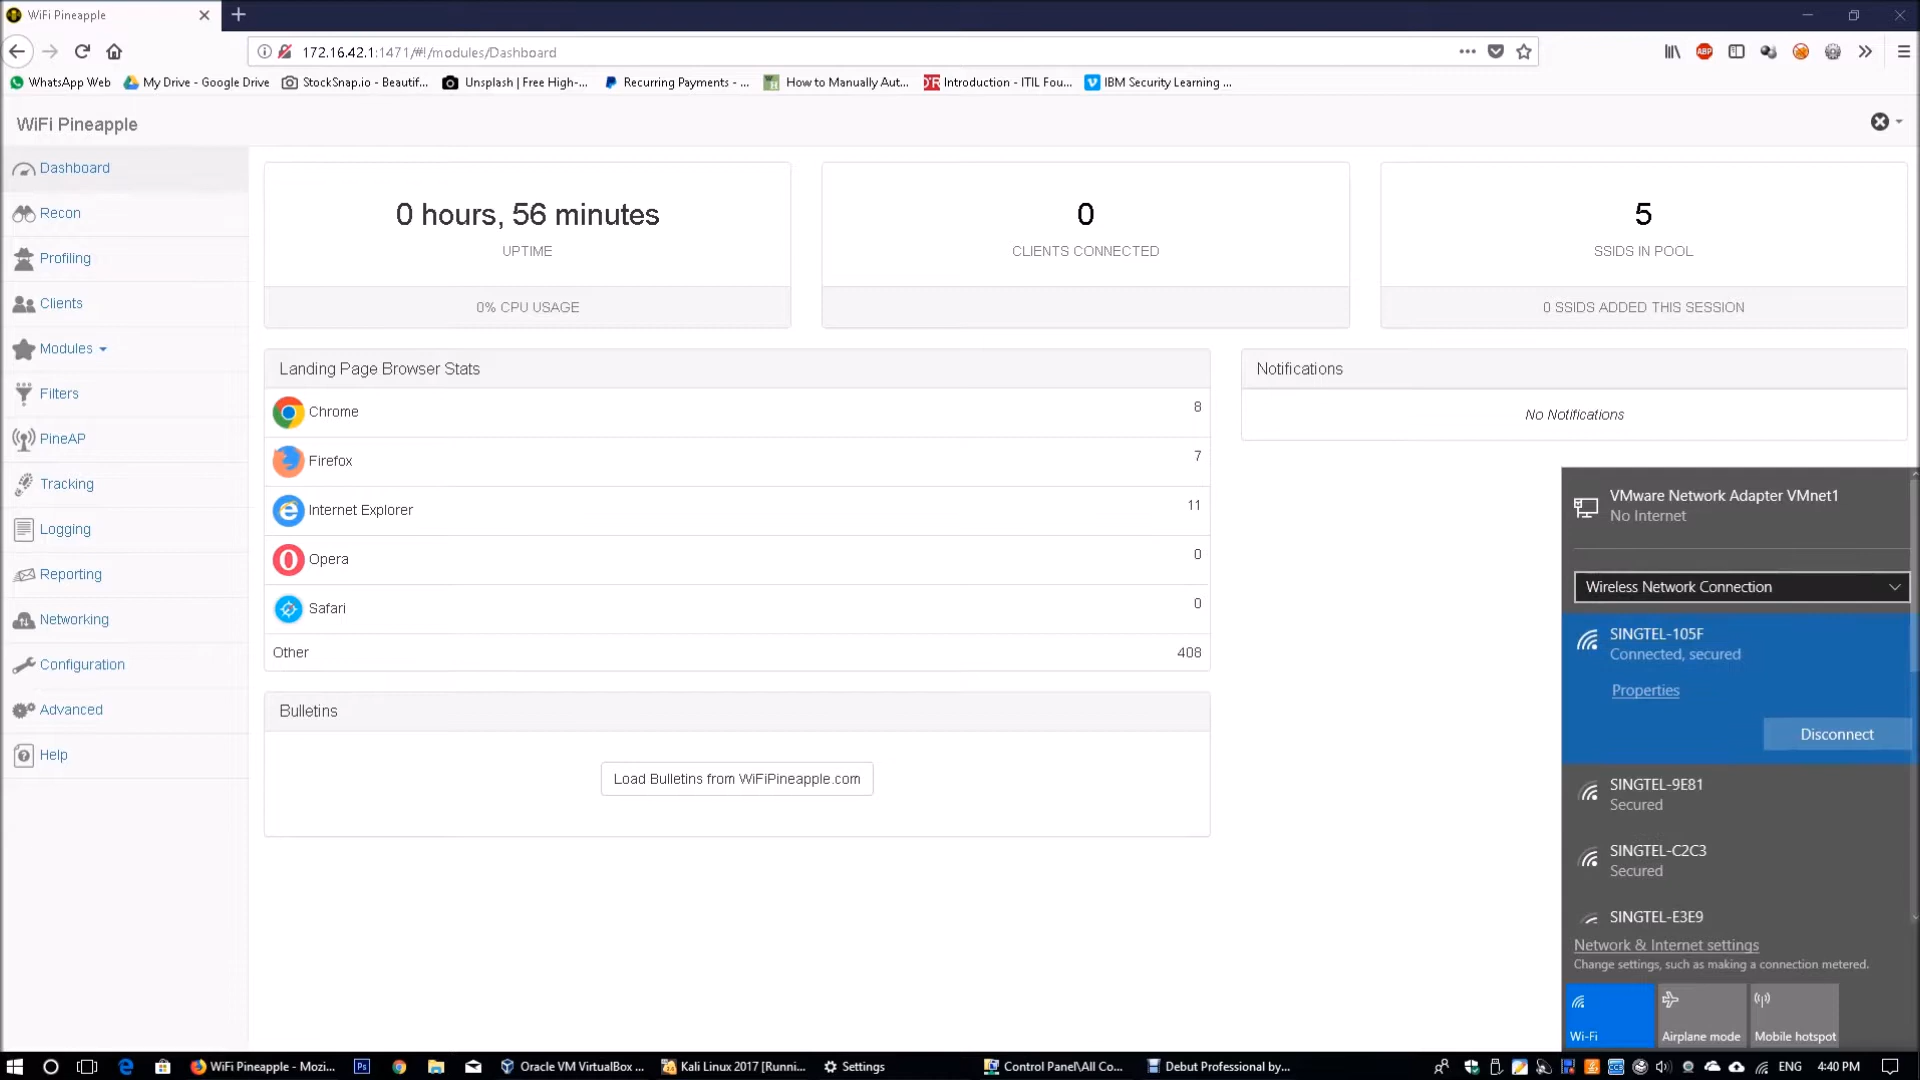 WiFi Pineapple
172.16.42.1:1471/#!/modules/Dashboard
ABP
WhatsApp Web
My Drive - Google Drive
StockSnap.io - Beautif...
Unsplash | Free High-...
Recurring Payments - ...
How to Manually Aut...
Introduction - ITIL Fou...
IBM Security Learning ...
WiFi Pineapple
Dashboard
Recon
Profiling
Clients
Modules
Filters
PineAP
Tracking
Logging
Reporting
Networking
Configuration
Advanced
Help
0 hours, 56 minutes
UPTIME
0% CPU USAGE
0
CLIENTS CONNECTED
5
SSIDS IN POOL
0 SSIDS ADDED THIS SESSION
Landing Page Browser Stats
Chrome 8
Firefox 7
Internet Explorer 11
Opera 0
Safari 0
Other 408
Bulletins
Load Bulletins from WiFiPineapple.com
Notifications
No Notifications
VMware Network Adapter VMnet1
No Internet
Wireless Network Connection
SINGTEL-105F
Connected, secured
Properties
Disconnect
SINGTEL-9E81
Secured
SINGTEL-C2C3
Secured
SINGTEL-E3E9
Network & Internet settings
Change settings, such as making a connection metered.
Wi-Fi
Airplane mode
Mobile hotspot
WiFi Pineapple - Mozi...
Ps
Oracle VM VirtualBox ...
Kali Linux 2017 [Runni...
Settings
Control Panel\All Co...
Debut Professional by...
ENG
4:40 PM